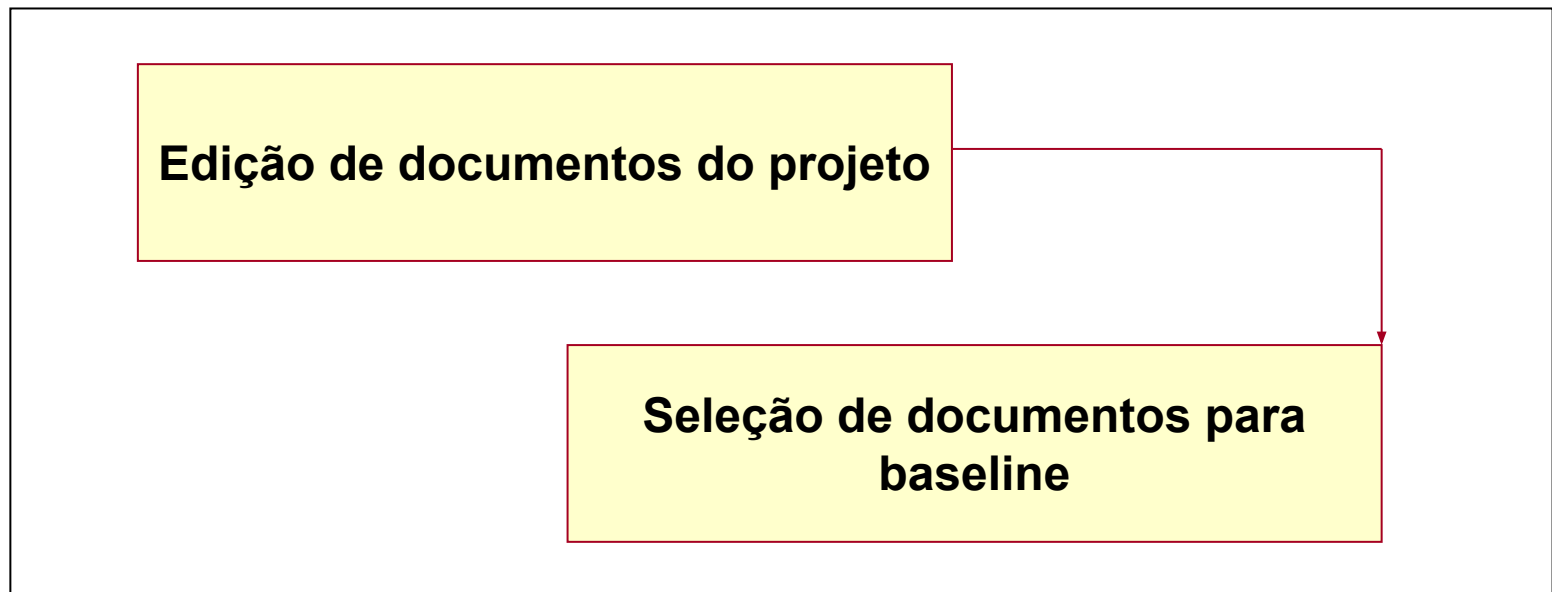 Edição de documentos do projeto
Seleção de documentos para
baseline